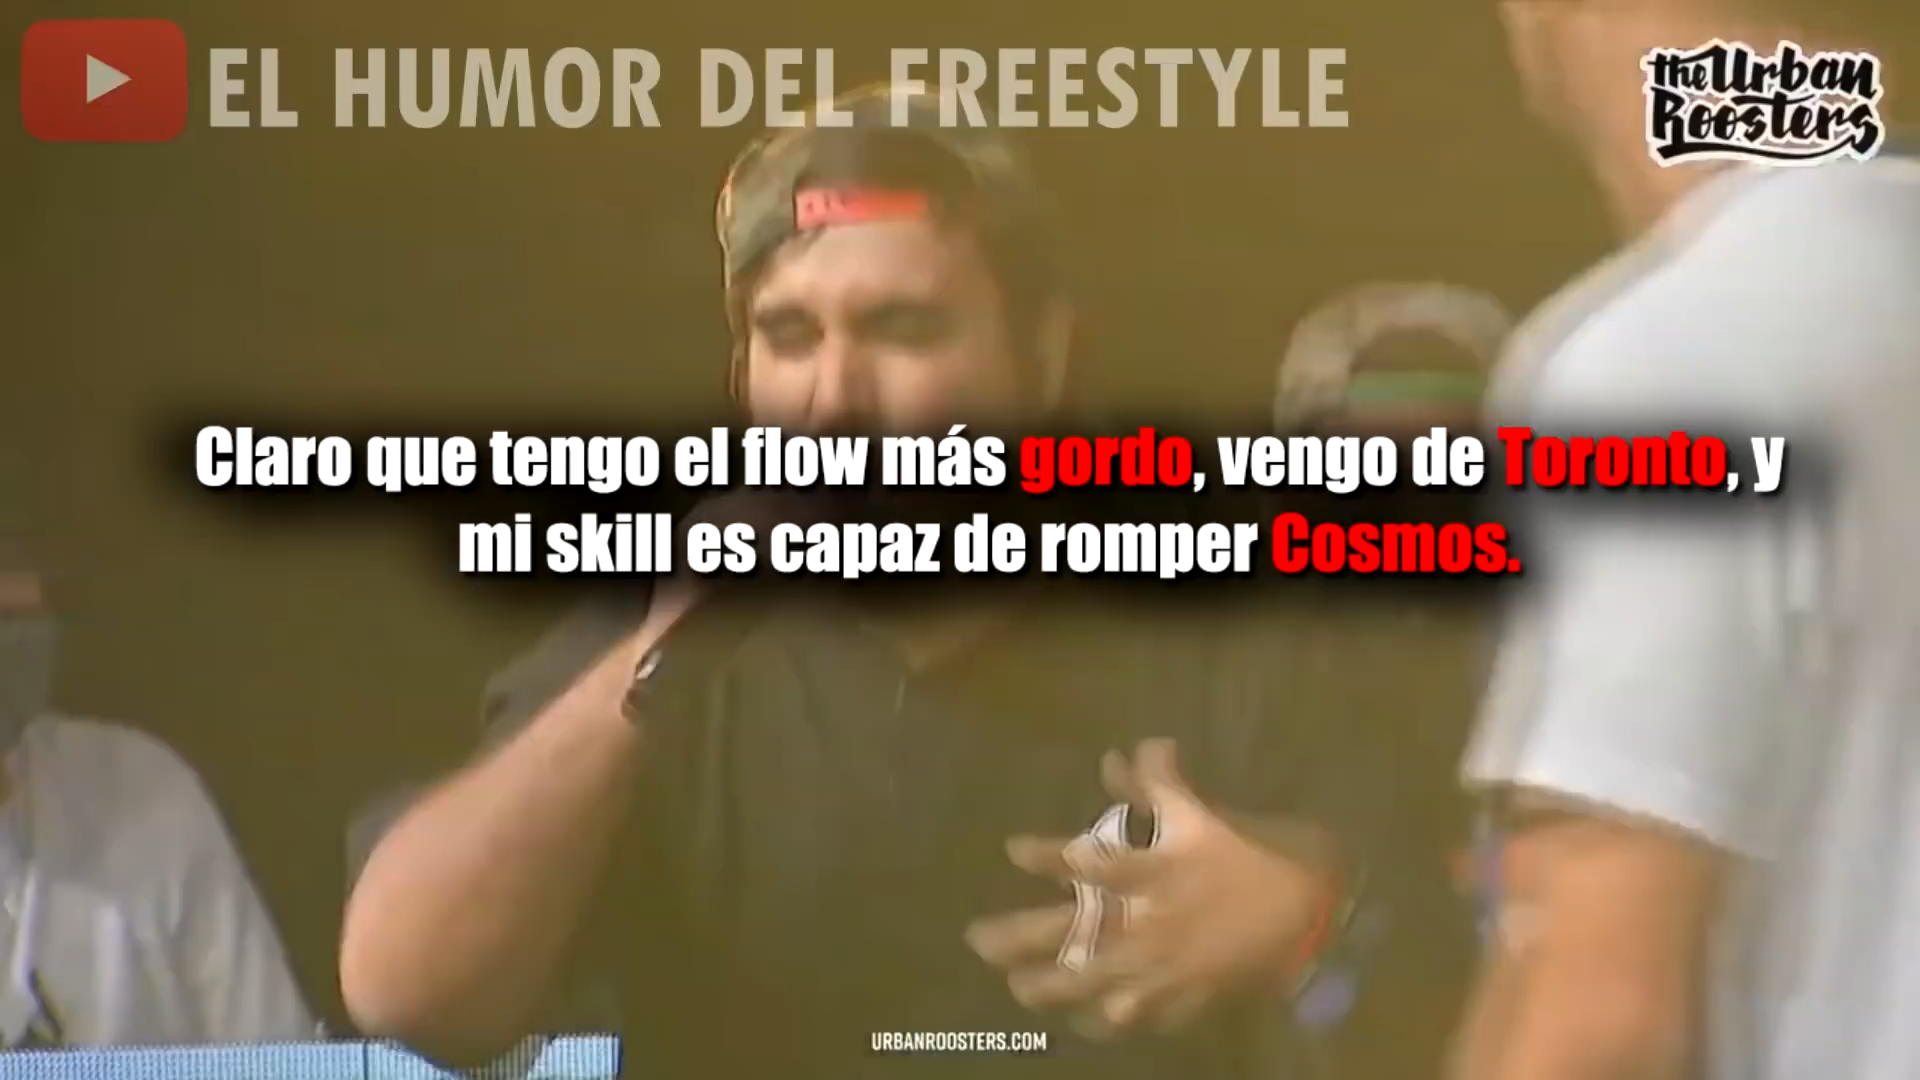 EL HUMOR DEL FREESTYLE
the Urban
Roosters
Claro que tengo el flow más gordo, vengo de Toronto, y
mi skill es capaz de romper Cosmos.
URBANROOSTERS.COM